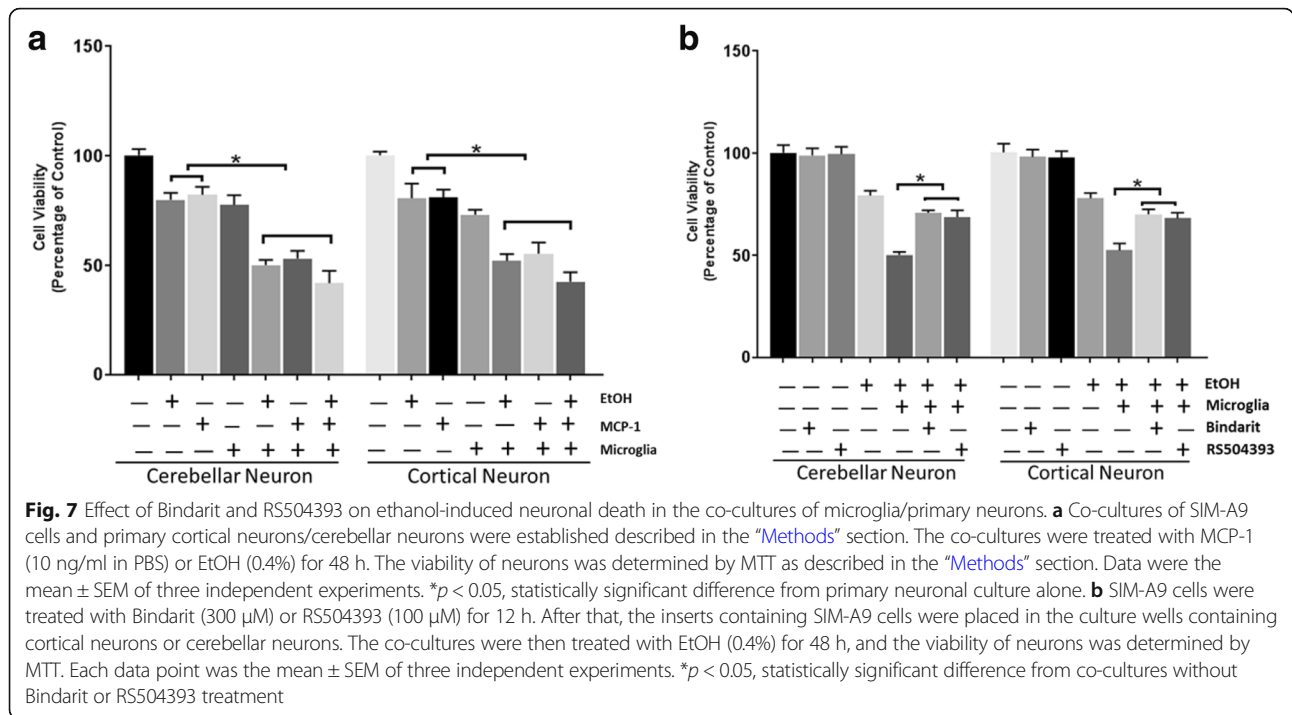 a
150
100
50
0
Cell Viability
(Percentage of Control)
*
*
— + — — + — + — + — — + — + EtOH
— — + — — + + — — + — — + + MCP-1
— — — + + + + — — — + + + + Microglia
Cerebellar Neuron Cortical Neuron
b
150
100
50
0
Cell Viability
(Percentage of Control)
*
*
— — — + + + + — — — + + + + EtOH
— — — — + + + — — — — + + + Microglia
— + — — — + — — + — — — + — Bindarit
— — + — — — + — — + — — — + RS504393
Cerebellar Neuron Cortical Neuron
Fig. 7 Effect of Bindarit and RS504393 on ethanol-induced neuronal death in the co-cultures of microglia/primary neurons. a Co-cultures of SIM-A9
cells and primary cortical neurons/cerebellar neurons were established described in the “Methods” section. The co-cultures were treated with MCP-1
(10 ng/ml in PBS) or EtOH (0.4%) for 48 h. The viability of neurons was determined by MTT as described in the “Methods” section. Data were the
mean ± SEM of three independent experiments. *p < 0.05, statistically significant difference from primary neuronal culture alone. b SIM-A9 cells were
treated with Bindarit (300 μM) or RS504393 (100 μM) for 12 h. After that, the inserts containing SIM-A9 cells were placed in the culture wells containing
cortical neurons or cerebellar neurons. The co-cultures were then treated with EtOH (0.4%) for 48 h, and the viability of neurons was determined by
MTT. Each data point was the mean ± SEM of three independent experiments. *p < 0.05, statistically significant difference from co-cultures without
Bindarit or RS504393 treatment